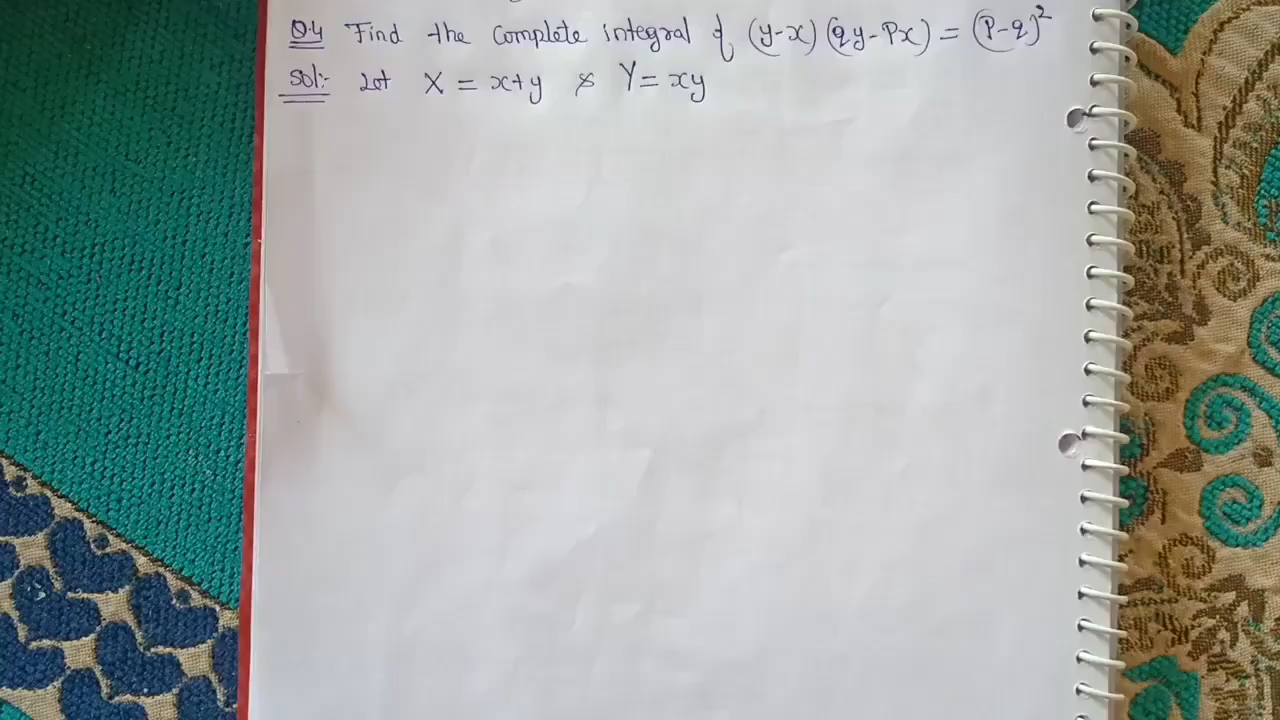 Q.4 Find the complete integral of (y-x)(qy-px) = (p-q)²
Sol:- Let X = x+y & Y = xy